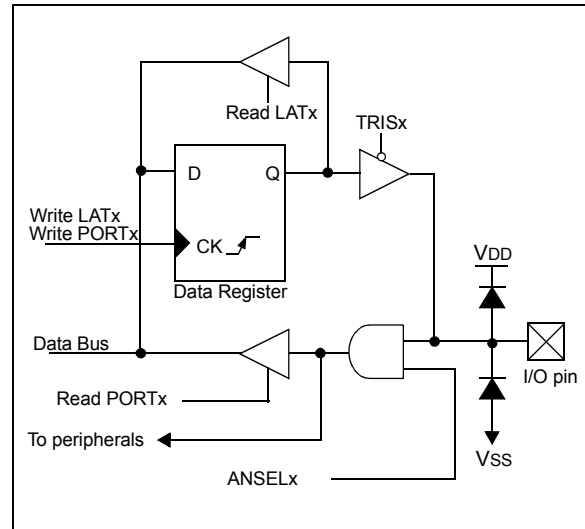 Read LATx
TRISx
D
Q
Write LATx
Write PORTx
CK
VDD
Data Register
Data Bus
I/O pin
Read PORTx
To peripherals
VSS
ANSELx